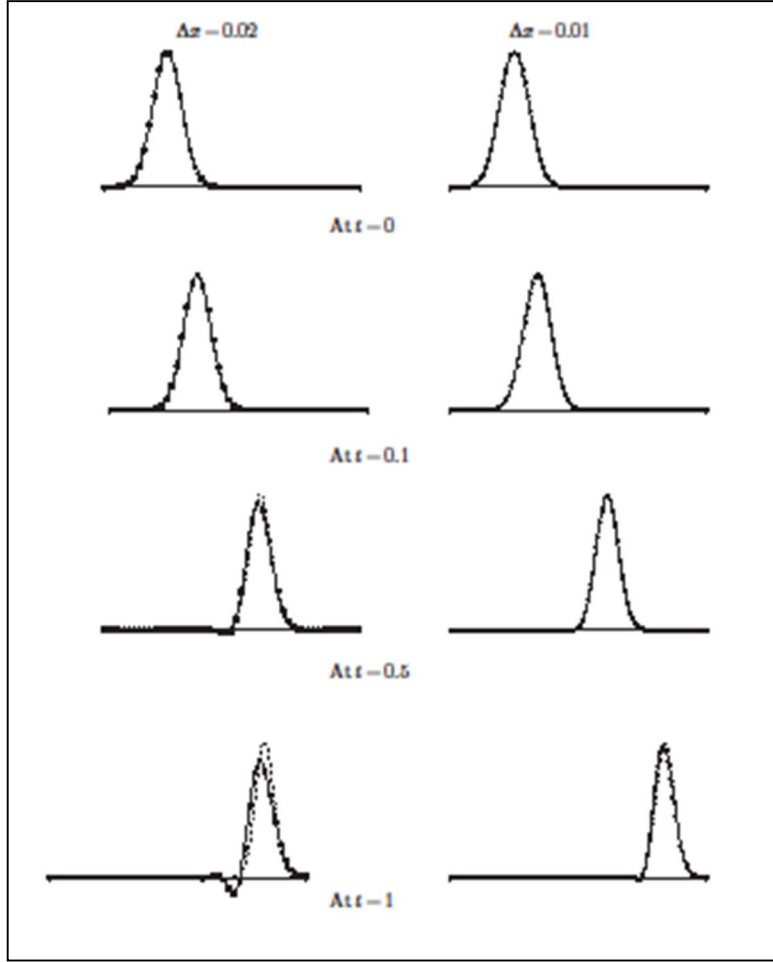 Δx = 0.02 Δx = 0.01
At t = 0
At t = 0.1
At t = 0.5
At t = 1